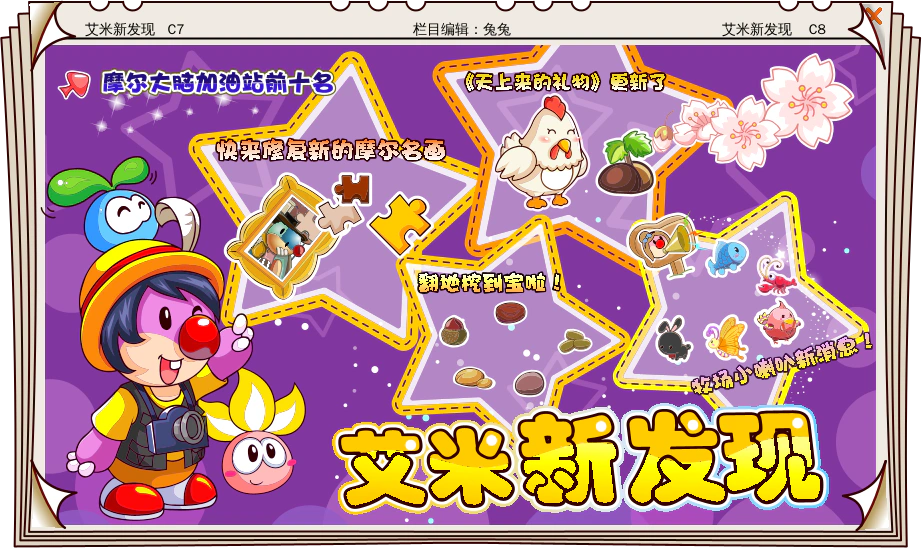 艾米新发现 C7
栏目编辑：兔兔
艾米新发现 C8
摩尔大脑加油站前十名
《天上来的礼物》更新了
快来修复新的摩尔名画
翻地挖到宝啦！
牧场小喇叭新消息！
艾米新发现